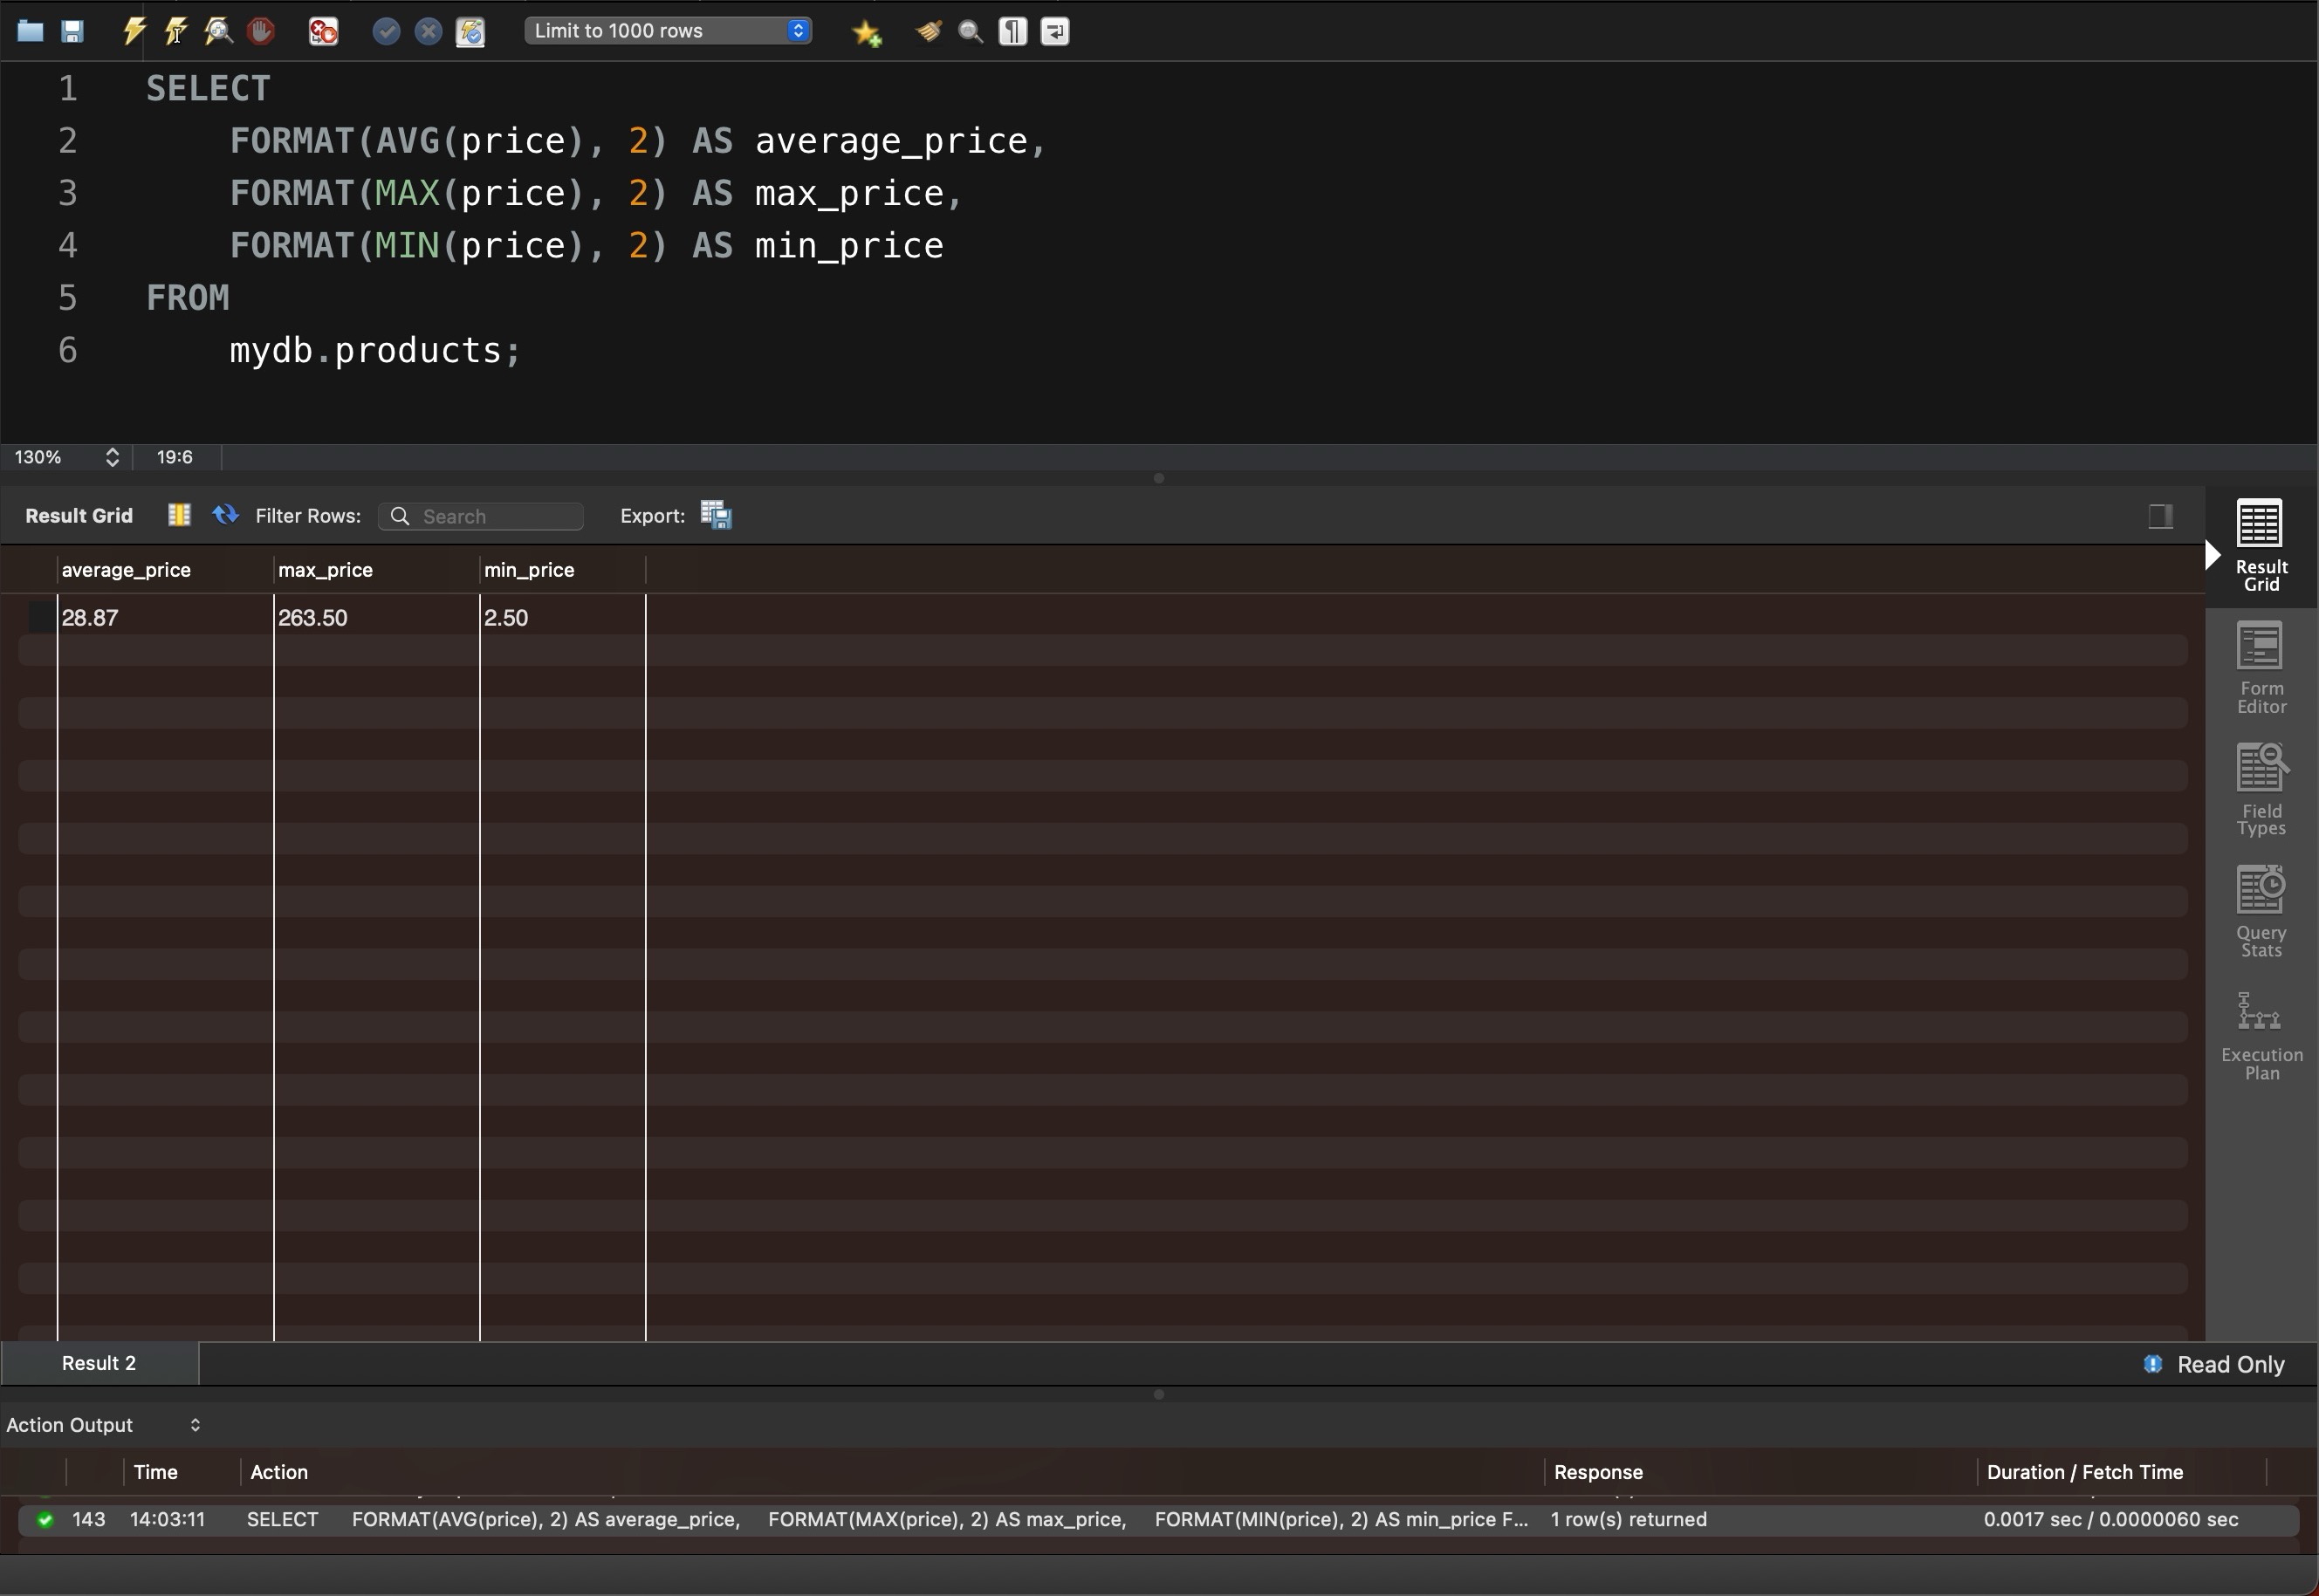 Limit to 1000 rows
1 SELECT
2 FORMAT(AVG(price), 2) AS average_price,
3 FORMAT(MAX(price), 2) AS max_price,
4 FORMAT(MIN(price), 2) AS min_price
5 FROM
6 mydb.products;
130% 19:6
Result Grid Filter Rows: Search Export:
average_price max_price min_price
28.87 263.50 2.50
Result
Grid
Form
Editor
Field
Types
Query
Stats
Execution
Plan
Result 2 Read Only
Action Output
Time Action Response Duration / Fetch Time
143 14:03:11 SELECT FORMAT(AVG(price), 2) AS average_price, FORMAT(MAX(price), 2) AS max_price, FORMAT(MIN(price), 2) AS min_price F... 1 row(s) returned 0.0017 sec / 0.0000060 sec